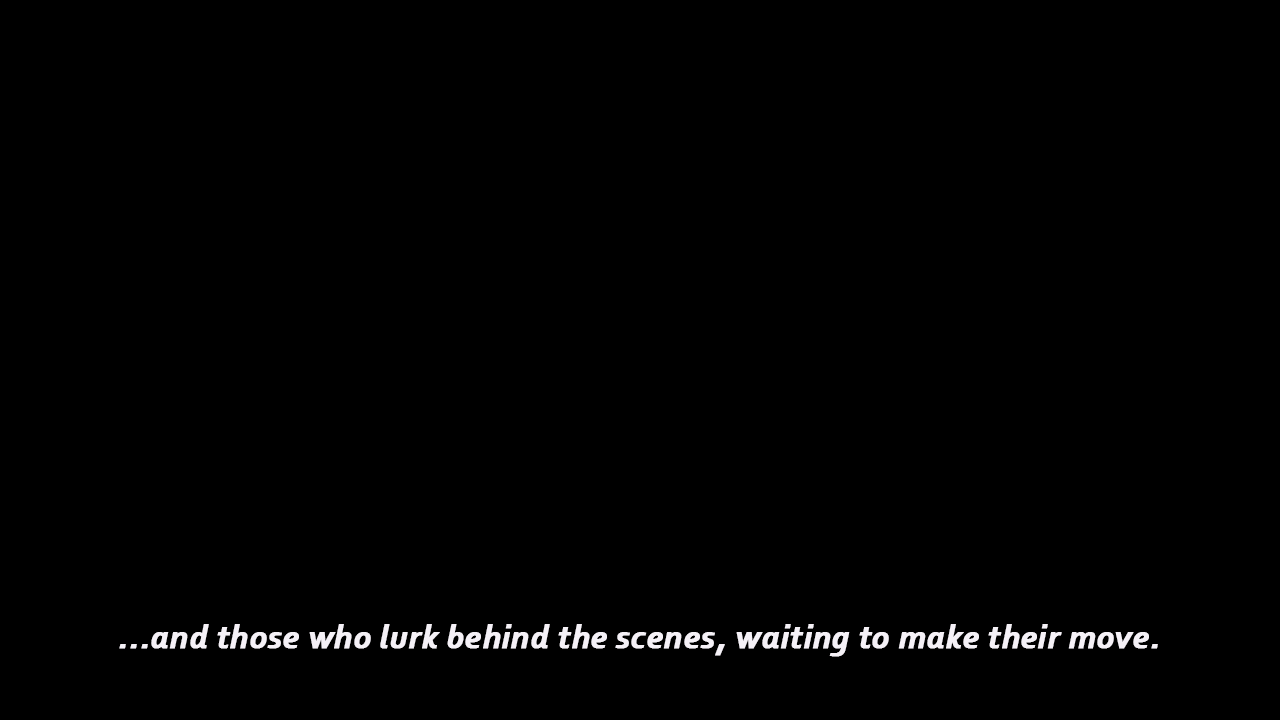 ...and those who lurk behind the scenes, waiting to make their move.